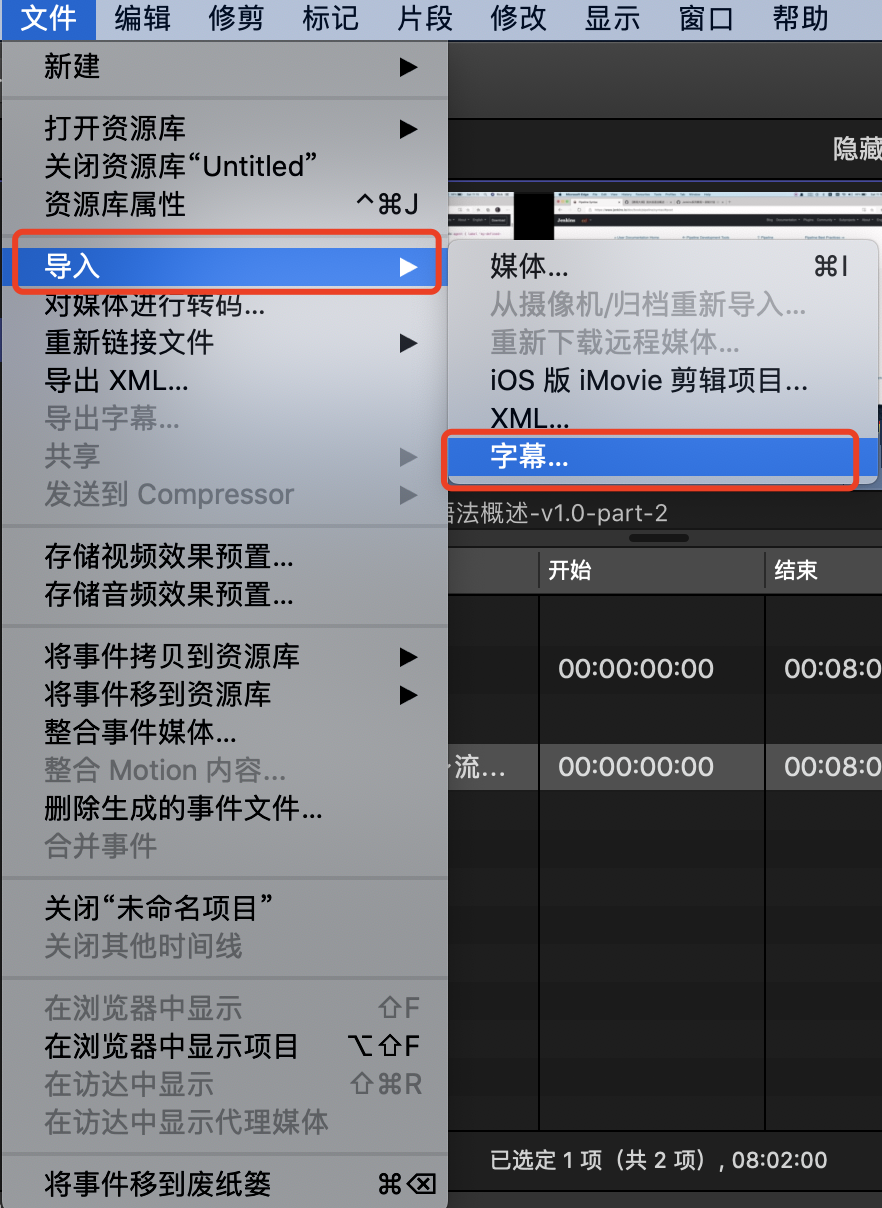 文件 编辑 修剪 标记 片段 修改 显示 窗口 帮助
新建
打开资源库
关闭资源库“Untitled”
资源库属性 ^⌘J
导入
对媒体进行转码...
重新链接文件
导出 XML...
导出字幕...
共享
发送到 Compressor
存储视频效果预置...
存储音频效果预置...
将事件拷贝到资源库
将事件移到资源库
整合事件媒体...
整合 Motion 内容...
删除生成的事件文件...
合并事件
关闭“未命名项目”
关闭其他时间线
在浏览器中显示 ⇧F
在浏览器中显示项目 ⌥⇧F
在访达中显示 ⇧⌘R
在访达中显示代理媒体
将事件移到废纸篓 ⌘⌫
隐藏
媒体... ⌘I
从摄像机/归档重新导入...
重新下载远程媒体...
iOS 版 iMovie 剪辑项目...
XML...
字幕...
语法概述-v1.0-part-2
开始 结束
00:00:00:00 00:08:0
流... 00:00:00:00 00:08:0
已选定 1 项（共 2 项）, 08:02:00